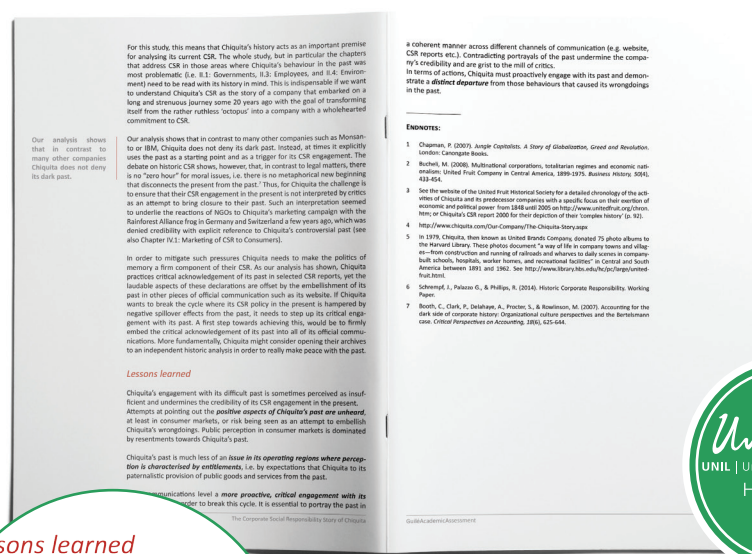 For this study, this means that Chiquita's history acts as an important premise
for analysing its current CSR. The whole study, but in particular the chapters
that address CSR in those areas where Chiquita's behaviour in the past was
most problematic (i.e. II.1: Governments, II.3: Employees, and II.4: Environ-
ment) need to be read with its history in mind. This is indispensable if we want
to understand Chiquita's CSR as the story of a company that embarked on a
long and strenuous journey some 20 years ago with the goal of transforming
itself from the rather ruthless 'octopus' into a company with a wholehearted
commitment to CSR.
Our analysis shows
that in contrast to
many other companies
Chiquita does not deny
its dark past.
Our analysis shows that in contrast to many other companies such as Monsan-
to or IBM, Chiquita does not deny its dark past. Instead, at times it explicitly
uses the past as a starting point and as a trigger for its CSR engagement. The
debate on historic CSR shows, however, that, in contrast to legal matters, there
is no "zero hour" for moral issues, i.e. there is no metaphorical new beginning
that disconnects the present from the past.⁷ Thus, for Chiquita the challenge is
to ensure that their CSR engagement in the present is not interpreted by critics
as an attempt to bring closure to their past. Such an interpretation seemed
to underlie the reactions of NGOs to Chiquita's marketing campaign with the
Rainforest Alliance frog in Germany and Switzerland a few years ago, which was
denied credibility with explicit reference to Chiquita's controversial past (see
also Chapter IV.1: Marketing of CSR to Consumers).
In order to mitigate such pressures Chiquita needs to make the politics of
memory a firm component of their CSR. As our analysis has shown, Chiquita
practices critical acknowledgement of its past in selected CSR reports, yet the
laudable aspects of these declarations are offset by the embellishment of its
past in other pieces of official communication such as its website. If Chiquita
wants to break the cycle where its CSR policy in the present is hampered by
negative spillover effects from the past, it needs to step up its critical enga-
gement with its past. A first step towards achieving this, would be to firmly
embed the critical acknowledgement of its past into all of its official commu-
nications. More fundamentally, Chiquita might consider opening their archives
to an independent historic analysis in order to really make peace with the past.
Lessons learned
Chiquita's engagement with its difficult past is sometimes perceived as insuf-
ficient and undermines the credibility of its CSR engagement in the present.
Attempts at pointing out the positive aspects of Chiquita's past are unheard,
at least in consumer markets, or risk being seen as an attempt to embellish
Chiquita's wrongdoings. Public perception in consumer markets is dominated
by resentments towards Chiquita's past.
Chiquita's past is much less of an issue in its operating regions where percep-
tion is characterised by entitlements, i.e. by expectations that Chiquita to its
paternalistic provision of public goods and services from the past.
mmunications level a more proactive, critical engagement with its
order to break this cycle. It is essential to portray the past in
The Corporate Social Responsibility Story of Chiquita
a coherent manner across different channels of communication (e.g. website,
CSR reports etc.). Contradicting portrayals of the past undermine the compa-
ny's credibility and are grist to the mill of critics.
In terms of actions, Chiquita must proactively engage with its past and demon-
strate a distinct departure from those behaviours that caused its wrongdoings
in the past.
ENDNOTES:
1 Chapman, P. (2007). Jungle Capitalists. A Story of Globalization, Greed and Revolution.
London: Canongate Books.
2 Bucheli, M. (2008). Multinational corporations, totalitarian regimes and economic nati-
onalism: United Fruit Company in Central America, 1899-1975. Business History, 50(4),
433-454.
3 See the website of the United Fruit Historical Society for a detailed chronology of the acti-
vities of Chiquita and its predecessor companies with a specific focus on their exertion of
economic and political power from 1848 until 2005 on http://www.unitedfruit.org/chron.
htm; or Chiquita's CSR report 2000 for their depiction of their 'complex history' (p. 92).
4 http://www.chiquita.com/Our-Company/The-Chiquita-Story.aspx
5 In 1979, Chiquita, then known as United Brands Company, donated 75 photo albums to
the Harvard Library. These photos document "a way of life in company towns and villag-
es—from construction and running of railroads and wharves to daily scenes in company-
built schools, hospitals, worker homes, and recreational facilities" in Central and South
America between 1891 and 1962. See http://www.library.hbs.edu/hc/pc/large/united-
fruit.html.
6 Schrempf, J., Palazzo G., & Phillips, R. (2014). Historic Corporate Responsibility. Working
Paper.
7 Booth, C., Clark, P., Delahaye, A., Procter, S., & Rowlinson, M. (2007). Accounting for the
dark side of corporate history: Organisational culture perspectives and the Bertelsmann
case. Critical Perspectives on Accounting, 18(6), 625-644.
GuilléAcademicAssessment
sons learned
UNIL | U
H